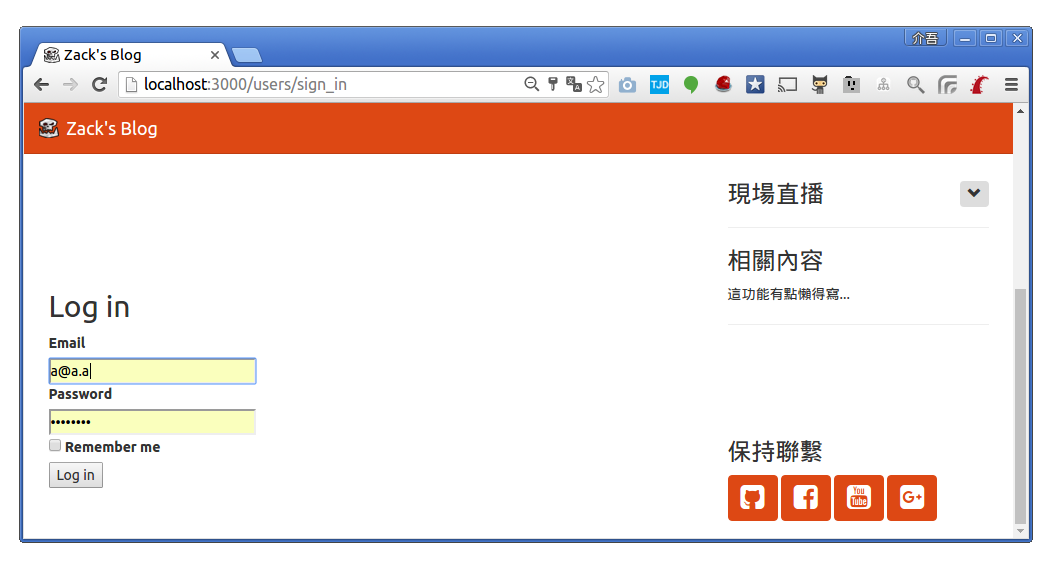 介吾
Zack's Blog
localhost:3000/users/sign_in
TJD
Zack's Blog
現場直播
相關內容
這功能有點懶得寫...
Log in
Email
a@a.a
Password
••••••••
Remember me
Log in
保持聯繫
You Tube
G+